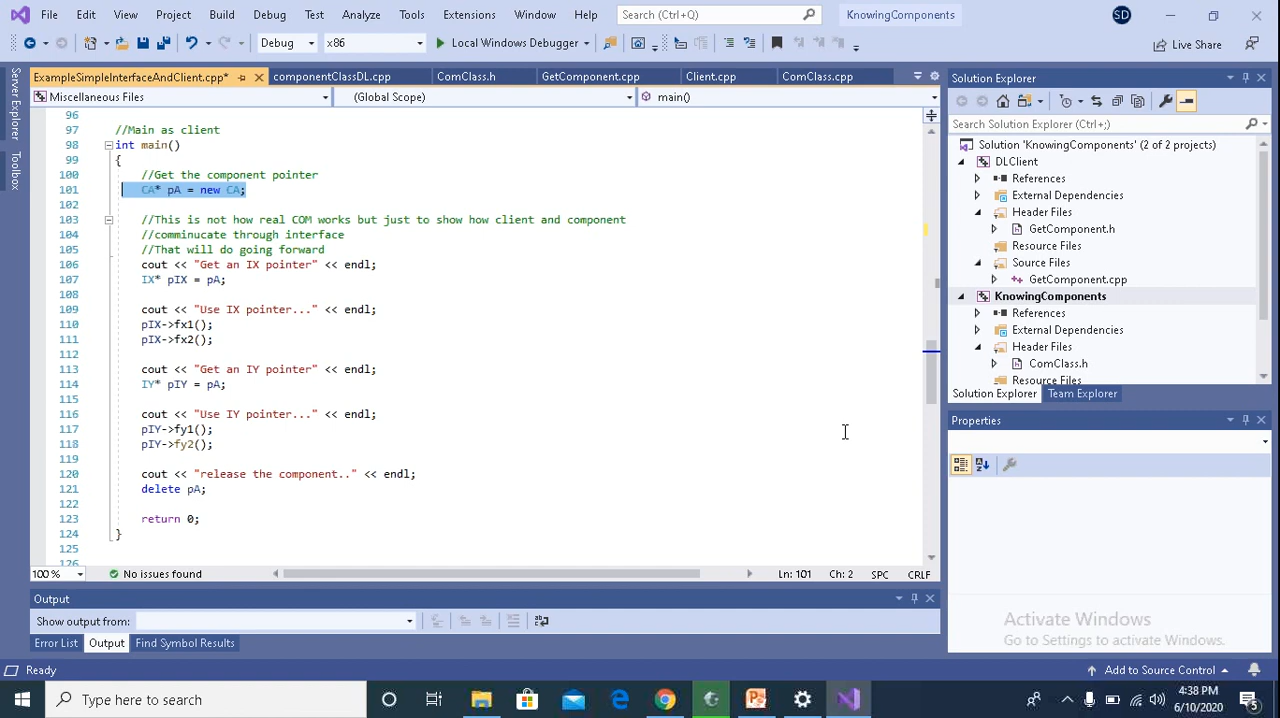 File Edit View Project Build Debug Test Analyze Tools Extensions Window Help Search (Ctrl+Q) KnowingComponents SD
Debug x86 Local Windows Debugger Live Share
Server Explorer
Toolbox
ExampleSimpleInterfaceAndClient.cpp* componentClassDL.cpp ComClass.h GetComponent.cpp Client.cpp ComClass.cpp
Miscellaneous Files (Global Scope) main()
96
97 //Main as client
98 int main()
99 {
100 //Get the component pointer
101 CA* pA = new CA;
102
103 //This is not how real COM works but just to show how client and component
104 //comminucate through interface
105 //That will do going forward
106 cout << "Get an IX pointer" << endl;
107 IX* pIX = pA;
108
109 cout << "Use IX pointer..." << endl;
110 pIX->fx1();
111 pIX->fx2();
112
113 cout << "Get an IY pointer" << endl;
114 IY* pIY = pA;
115
116 cout << "Use IY pointer..." << endl;
117 pIY->fy1();
118 pIY->fy2();
119
120 cout << "release the component.." << endl;
121 delete pA;
122
123 return 0;
124 }
125
126
100 % No issues found Ln: 101 Ch: 2 SPC CRLF
Output
Show output from:
Error List Output Find Symbol Results
Solution Explorer
Search Solution Explorer (Ctrl+;)
Solution 'KnowingComponents' (2 of 2 projects)
DLClient
References
External Dependencies
Header Files
GetComponent.h
Resource Files
Source Files
GetComponent.cpp
KnowingComponents
References
External Dependencies
Header Files
ComClass.h
Resource Files
Solution Explorer Team Explorer
Properties
Activate Windows
Go to Settings to activate Windows.
Ready Add to Source Control
Type here to search 4:38 PM
6/10/2020 5